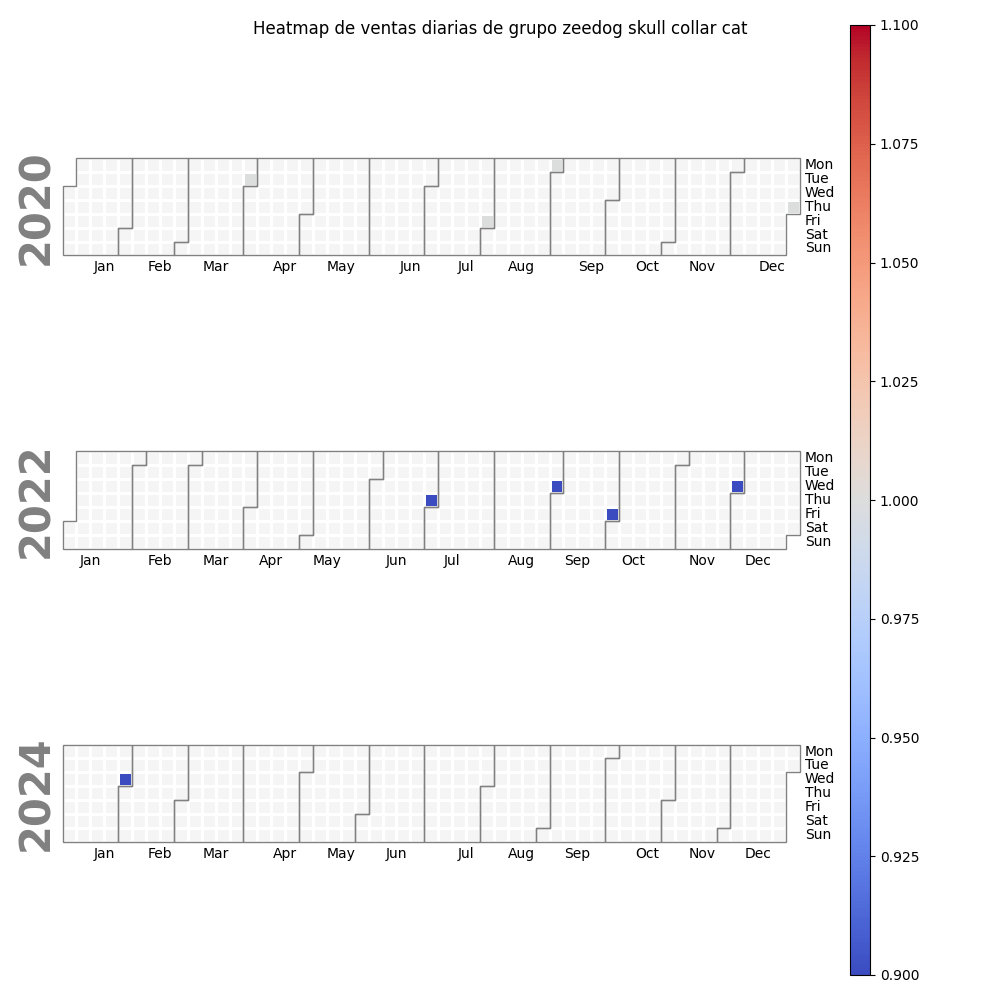 Heatmap de ventas diarias de grupo zeedog skull collar cat
2020
Mon
Tue
Wed
Thu
Fri
Sat
Sun
Jan Feb Mar Apr May Jun Jul Aug Sep Oct Nov Dec
2022
Mon
Tue
Wed
Thu
Fri
Sat
Sun
Jan Feb Mar Apr May Jun Jul Aug Sep Oct Nov Dec
2024
Mon
Tue
Wed
Thu
Fri
Sat
Sun
Jan Feb Mar Apr May Jun Jul Aug Sep Oct Nov Dec
1.100
1.075
1.050
1.025
1.000
0.975
0.950
0.925
0.900